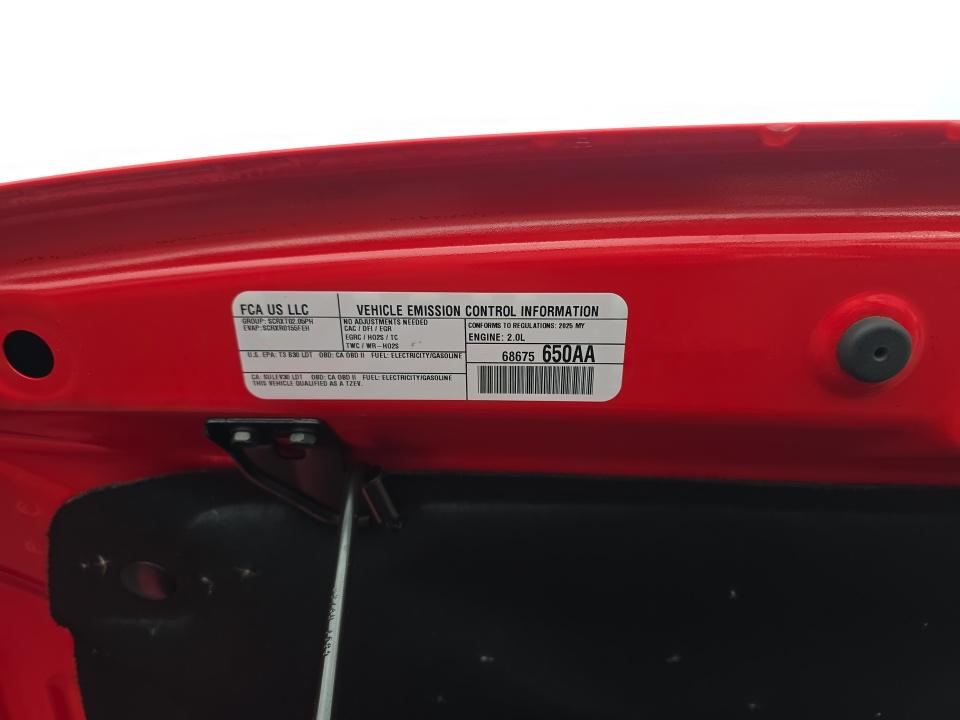 FCA US LLC
GROUP: SCRXT02.05PH
EVAP: SCRXR0155FEH
VEHICLE EMISSION CONTROL INFORMATION
NO ADJUSTMENTS NEEDED
CAC / DFI / EGR
EGRC / HO2S / TC
TWC / WR-HO2S
CONFORMS TO REGULATIONS: 2025 MY
ENGINE: 2.0L
U.S. EPA: T3 B30 LDT OBD: CA OBD II FUEL: ELECTRICITY/GASOLINE
68675 650AA
CA: SULEV30 LDT OBD: CA OBD II FUEL: ELECTRICITY/GASOLINE
THIS VEHICLE QUALIFIED AS A TZEV.